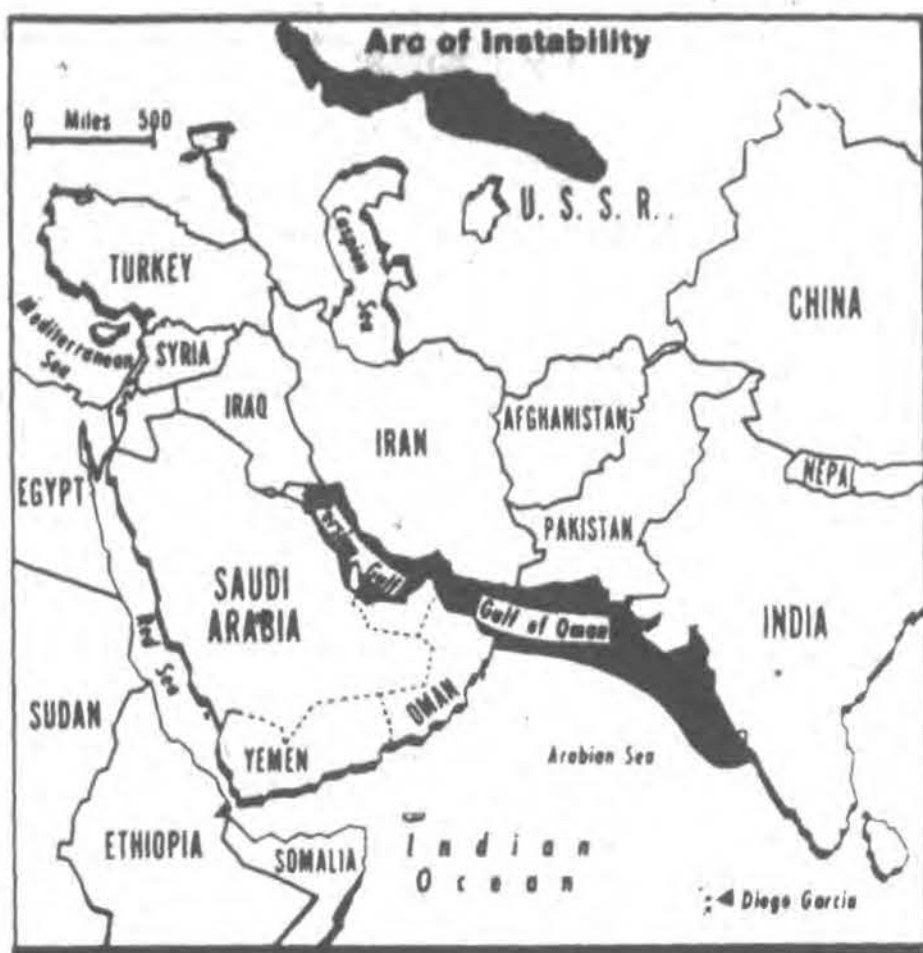 Arc of Instability
0 Miles 500
U. S. S. R..
Caspian Sea
TURKEY
CHINA
Mediterranean
Sea
SYRIA
IRAQ
IRAN
AFGHANISTAN
NEPAL
EGYPT
PAKISTAN
Persian Gulf
SAUDI
ARABIA
Gulf of Oman
INDIA
Red Sea
SUDAN
OMAN
YEMEN
Arabian Sea
ETHIOPIA
SOMALIA
Indian
Ocean
Diego Garcia